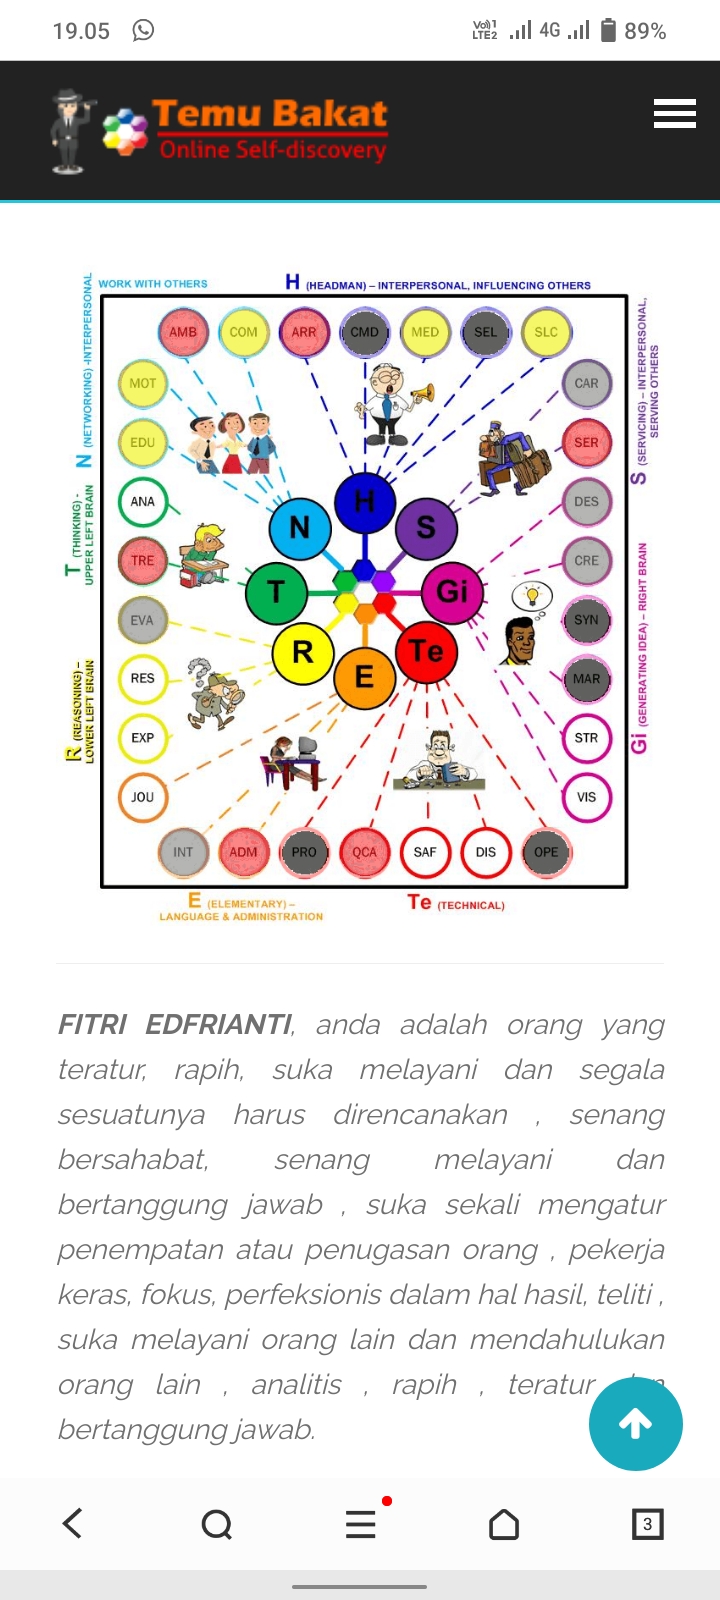 19.05
Vo)) 1
LTE2
4G
89%
Temu Bakat
Online Self-discovery
WORK WITH OTHERS
H (HEADMAN) – INTERPERSONAL, INFLUENCING OTHERS
N (NETWORKING) -INTERPERSONAL
S (SERVICING) – INTERPERSONAL,
SERVING OTHERS
AMB COM ARR CMD MED SEL SLC
MOT CAR
EDU SER
ANA DES
TRE CRE
EVA SYN
RES MAR
EXP STR
JOU VIS
INT ADM PRO QCA SAF DIS OPE
H
N S
T Gi
R Te
E
T (THINKING) -
UPPER LEFT BRAIN
R (REASONING) –
LOWER LEFT BRAIN
Gi (GENERATING IDEA) – RIGHT BRAIN
E (ELEMENTARY) –
LANGUAGE & ADMINISTRATION
Te (TECHNICAL)
FITRI EDFRIANTI, anda adalah orang yang
teratur, rapih, suka melayani dan segala
sesuatunya harus direncanakan , senang
bersahabat, senang melayani dan
bertanggung jawab , suka sekali mengatur
penempatan atau penugasan orang , pekerja
keras, fokus, perfeksionis dalam hal hasil, teliti ,
suka melayani orang lain dan mendahulukan
orang lain , analitis , rapih , teratur
bertanggung jawab.
3